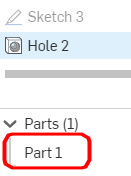 Sketch 3
Hole 2
Parts (1)
Part 1